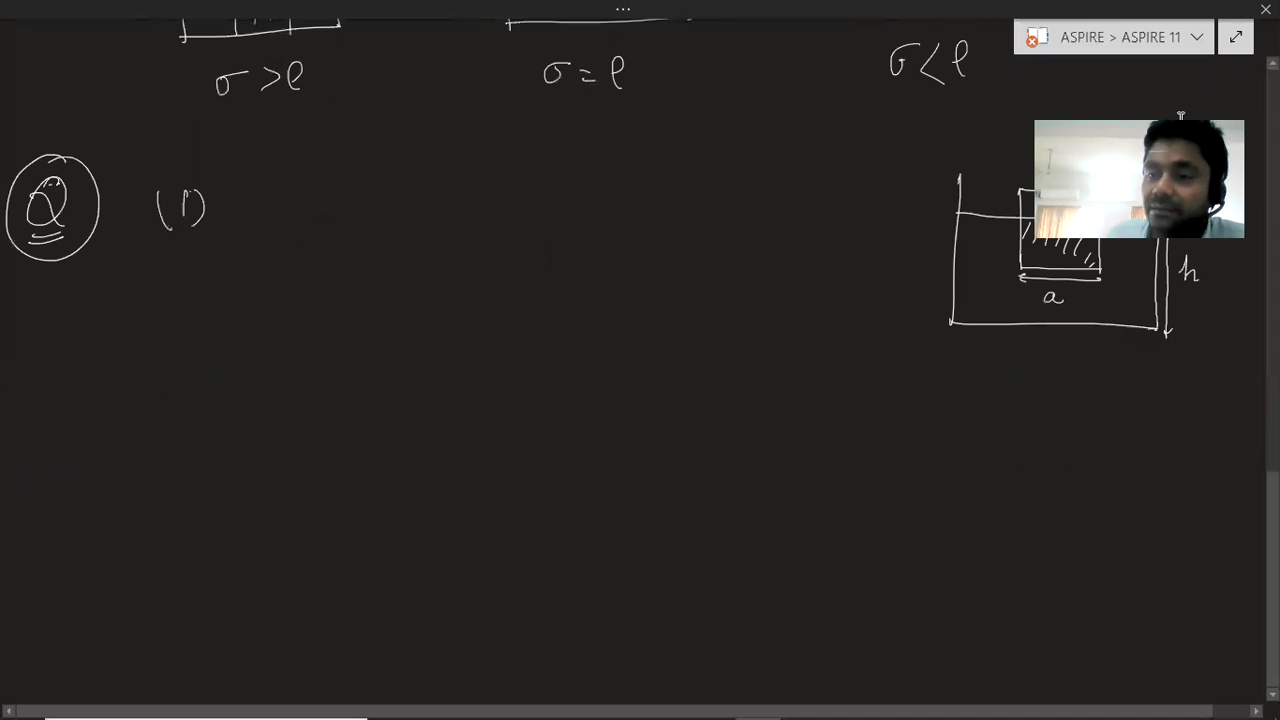 ASPIRE > ASPIRE 11
σ > ρ
σ = ρ
σ < ρ
Q
(1)
h
a